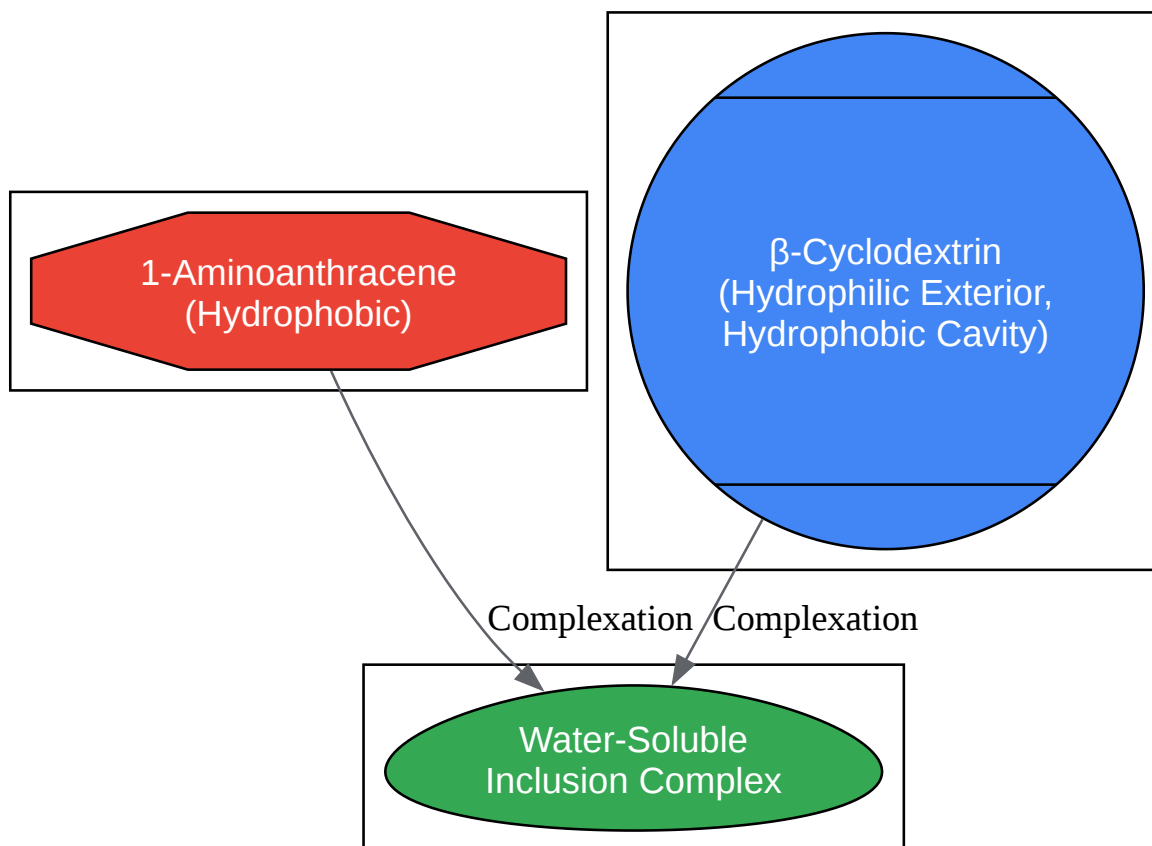 1-Aminoanthracene
(Hydrophobic)
β-Cyclodextrin
(Hydrophilic Exterior,
Hydrophobic Cavity)
Complexation
Complexation
Water-Soluble
Inclusion Complex